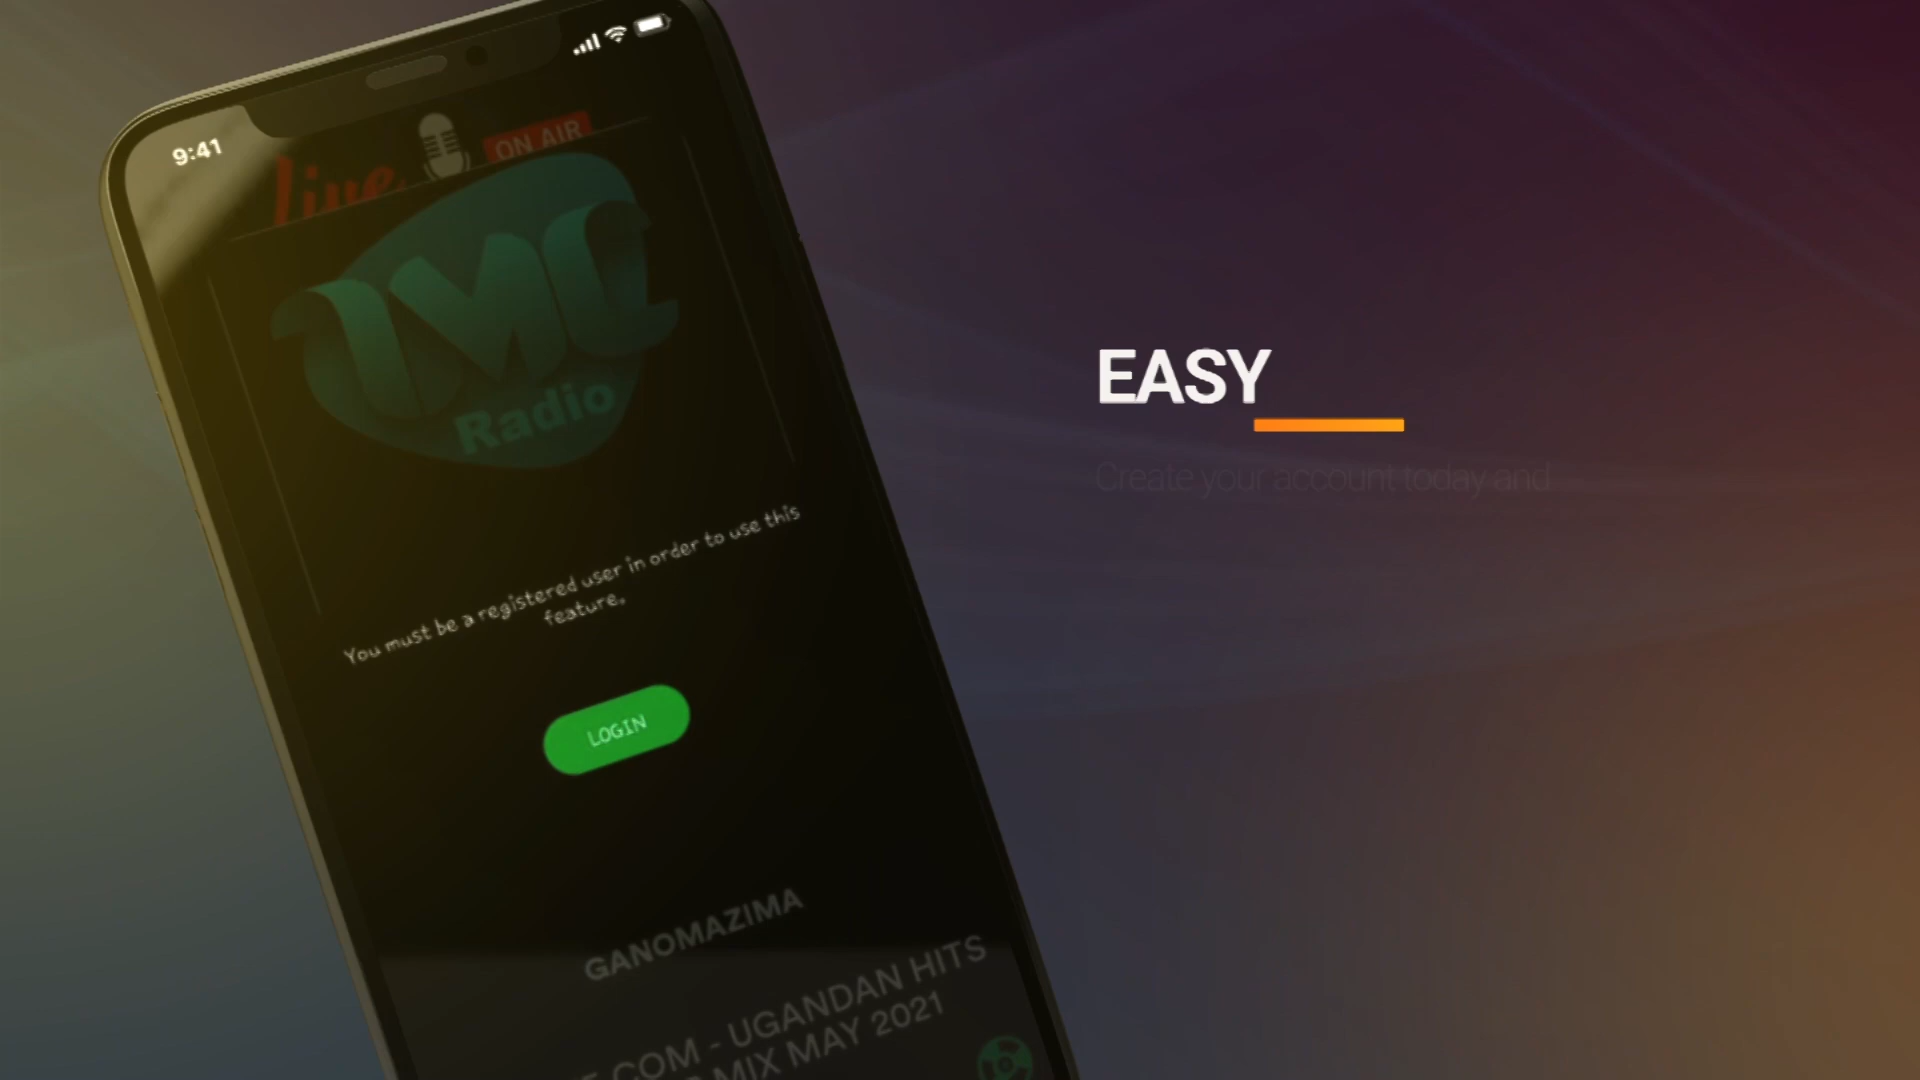 9:41
Live
ON AIR
Radio
You must be a registered user in order to use this
feature.
LOGIN
GANOMAZIMA
COM - UGANDAN HITS
MIX MAY 2021
EASY
Create your account today and